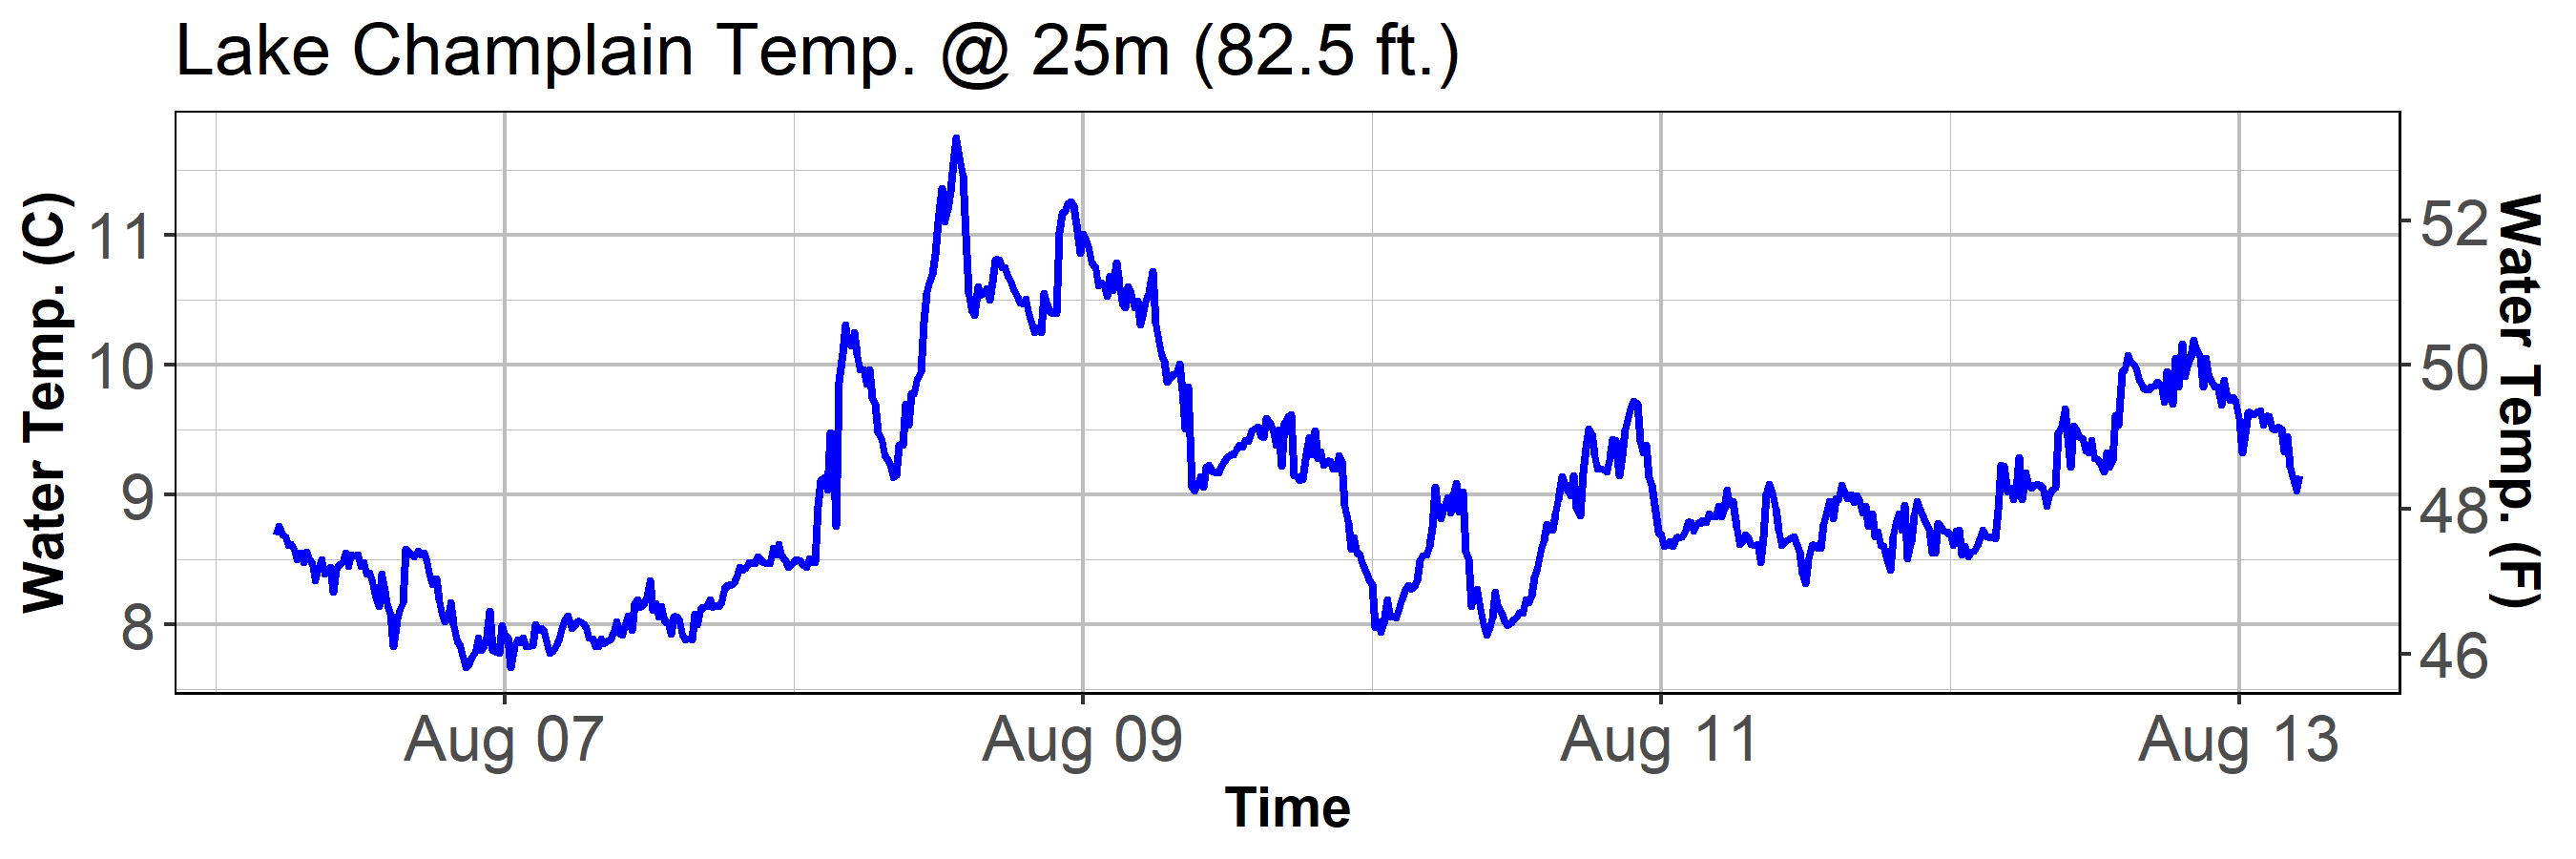 Lake Champlain Temp. @ 25m (82.5 ft.)
Water Temp. (C)
11
10
9
8
52
50
48
46
Water Temp. (F)
Aug 07
Aug 09
Aug 11
Aug 13
Time